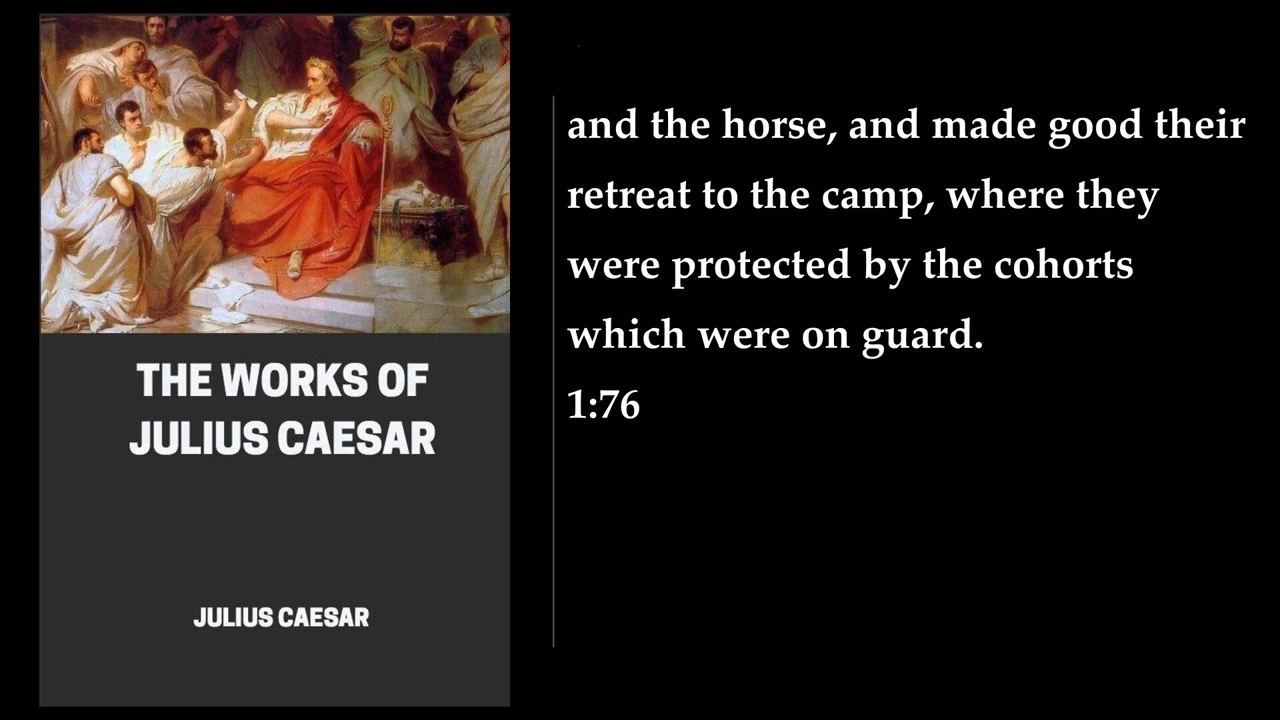 THE WORKS OF
JULIUS CAESAR
JULIUS CAESAR
and the horse, and made good their
retreat to the camp, where they
were protected by the cohorts
which were on guard.
1:76